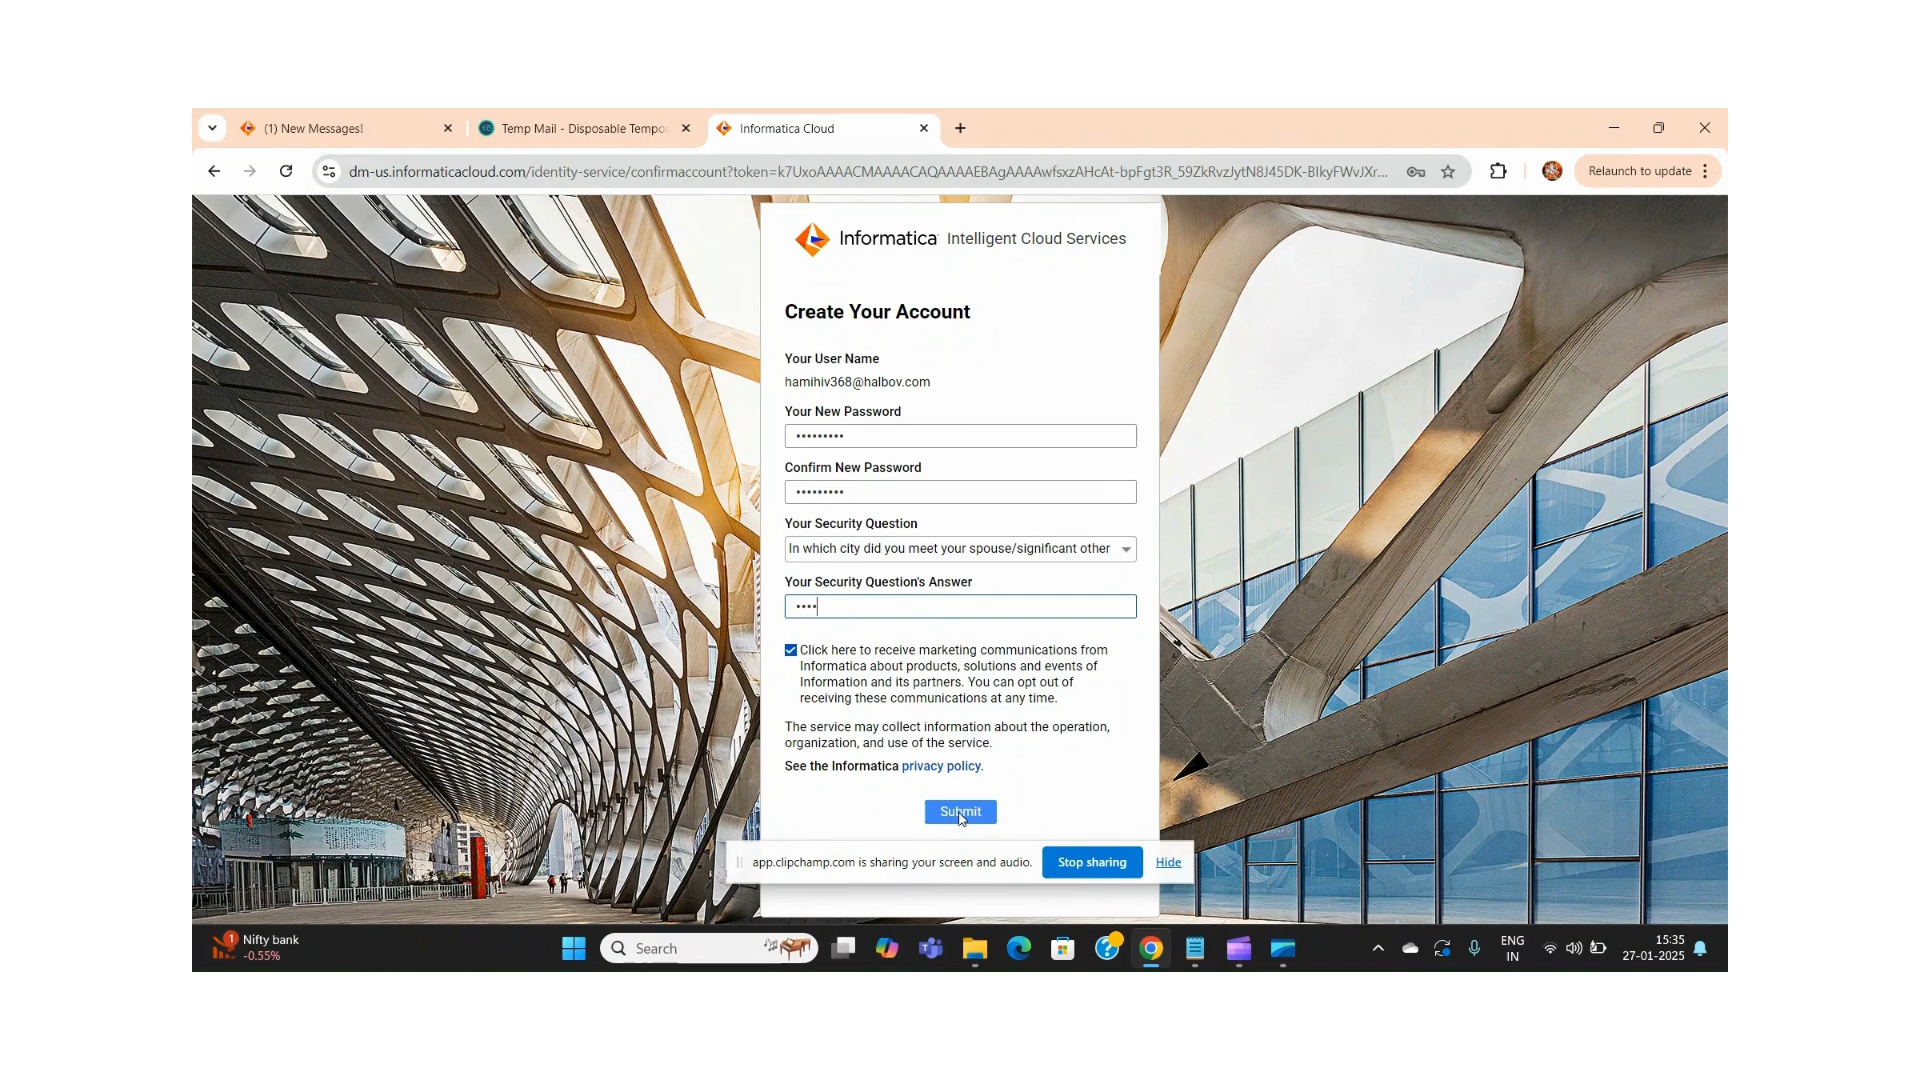 (1) New Messages!
Temp Mail - Disposable Tempo
Informatica Cloud
dm-us.informaticacloud.com/identity-service/confirmaccount?token=k7UxoAAAACMAAAACAQAAAAEBAgAAAAwfsxzAHcAt-bpFgt3R_59ZkRvzJytN8J45DK-BIkyFWvJXr...
Relaunch to update
Informatica Intelligent Cloud Services
Create Your Account
Your User Name
hamihiv368@halbov.com
Your New Password
•••••••••
Confirm New Password
•••••••••
Your Security Question
In which city did you meet your spouse/significant other
Your Security Question's Answer
••••
Click here to receive marketing communications from
Informatica about products, solutions and events of
Information and its partners. You can opt out of
receiving these communications at any time.
The service may collect information about the operation,
organization, and use of the service.
See the Informatica privacy policy.
Submit
app.clipchamp.com is sharing your screen and audio.
Stop sharing
Hide
1
Nifty bank
-0.55%
Search
ENG
IN
15:35
27-01-2025